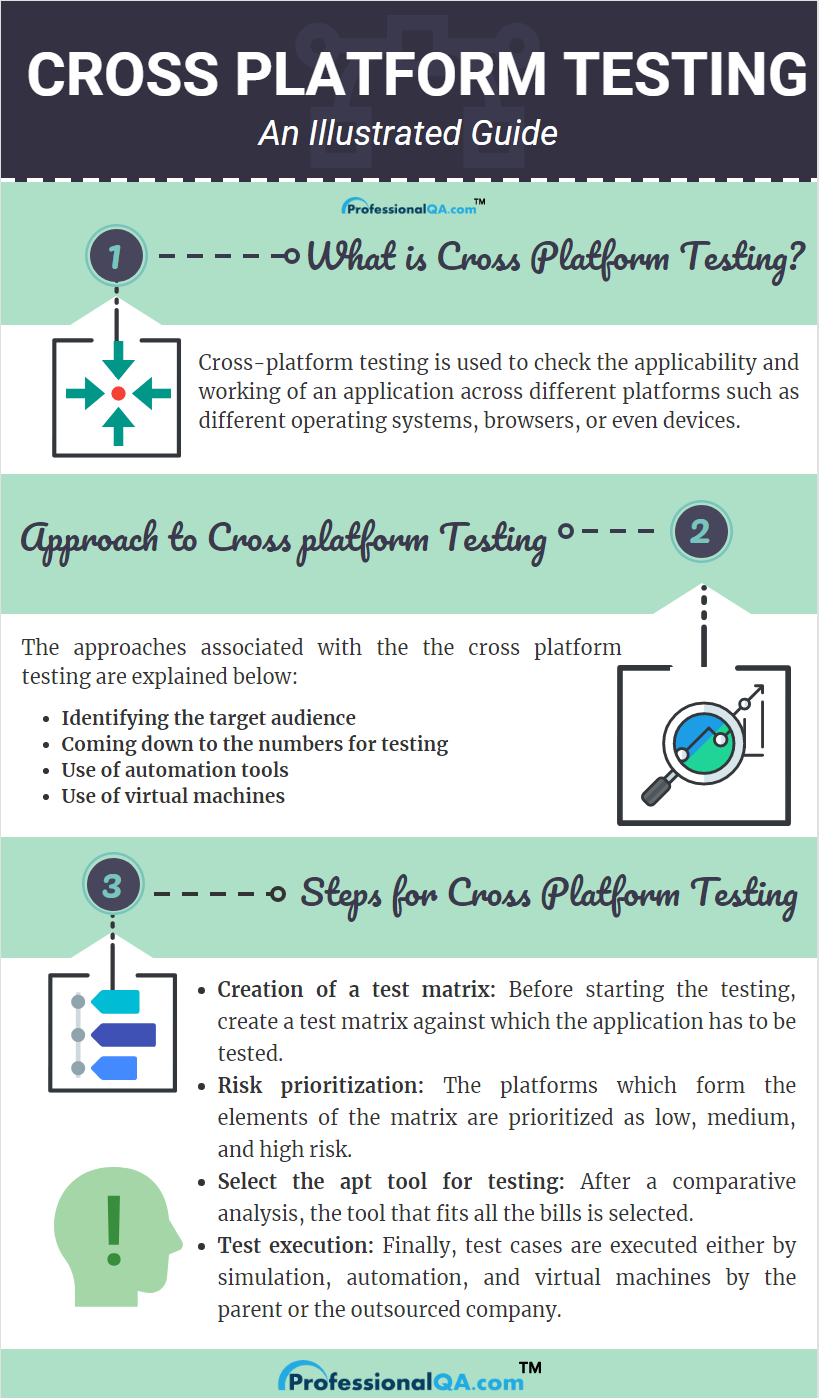 CROSS PLATFORM TESTING
An Illustrated Guide
ProfessionalQA.com™
1
What is Cross Platform Testing?
Cross-platform testing is used to check the applicability and
working of an application across different platforms such as
different operating systems, browsers, or even devices.
Approach to Cross platform Testing
2
The approaches associated with the the cross platform
testing are explained below:
• Identifying the target audience
• Coming down to the numbers for testing
• Use of automation tools
• Use of virtual machines
3
Steps for Cross Platform Testing
• Creation of a test matrix: Before starting the testing,
create a test matrix against which the application has to be
tested.
• Risk prioritization: The platforms which form the
elements of the matrix are prioritized as low, medium,
and high risk.
• Select the apt tool for testing: After a comparative
analysis, the tool that fits all the bills is selected.
• Test execution: Finally, test cases are executed either by
simulation, automation, and virtual machines by the
parent or the outsourced company.
!
ProfessionalQA.com™